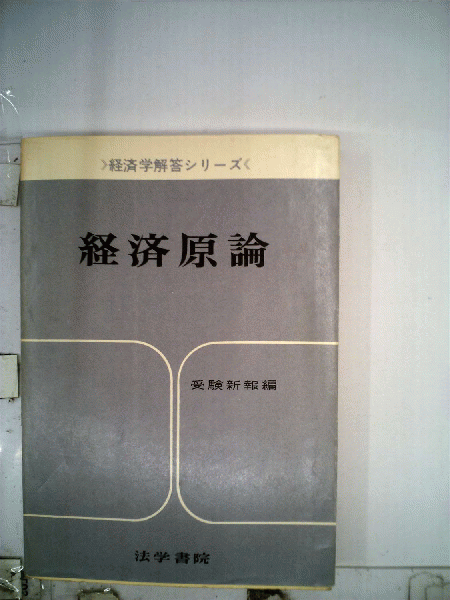 〉経済学解答シリーズ〈
経済原論
受験新報編
法学書院